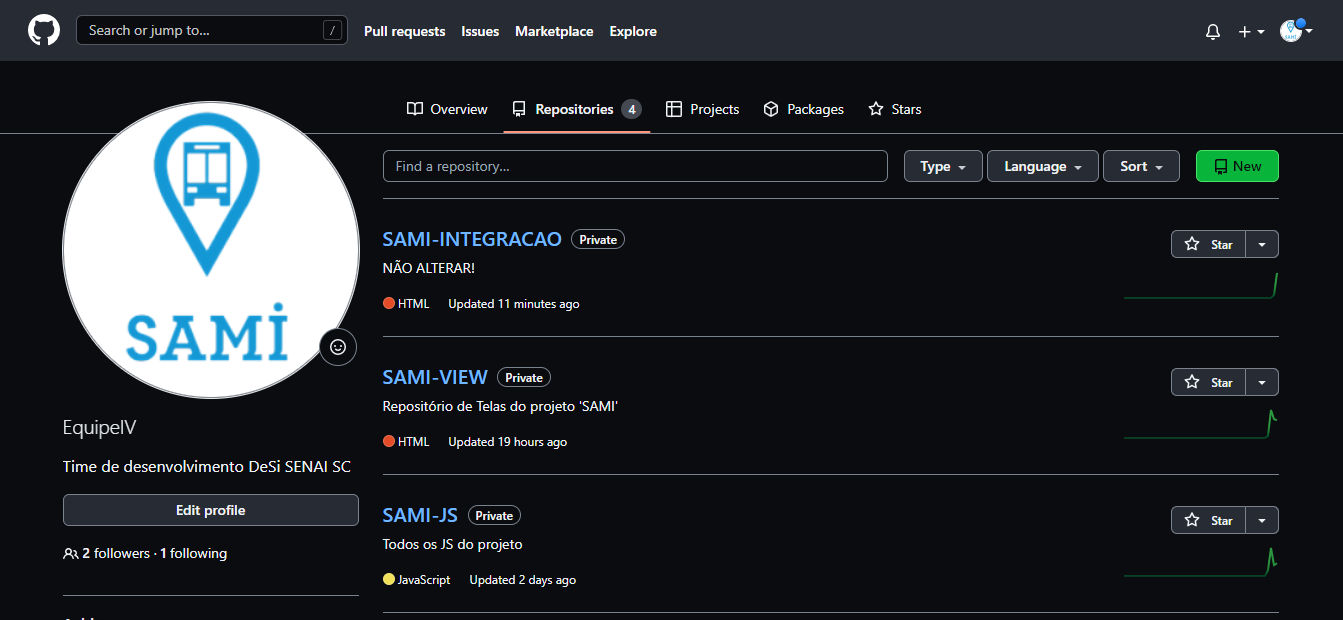 Search or jump to... / Pull requests Issues Marketplace Explore
Overview Repositories 4 Projects Packages Stars
Find a repository... Type Language Sort New
SAMİ
EquipeIV
Time de desenvolvimento DeSi SENAI SC
Edit profile
2 followers · 1 following
SAMI-INTEGRACAO Private Star
NÃO ALTERAR!
HTML Updated 11 minutes ago
SAMI-VIEW Private Star
Repositório de Telas do projeto 'SAMI'
HTML Updated 19 hours ago
SAMI-JS Private Star
Todos os JS do projeto
JavaScript Updated 2 days ago